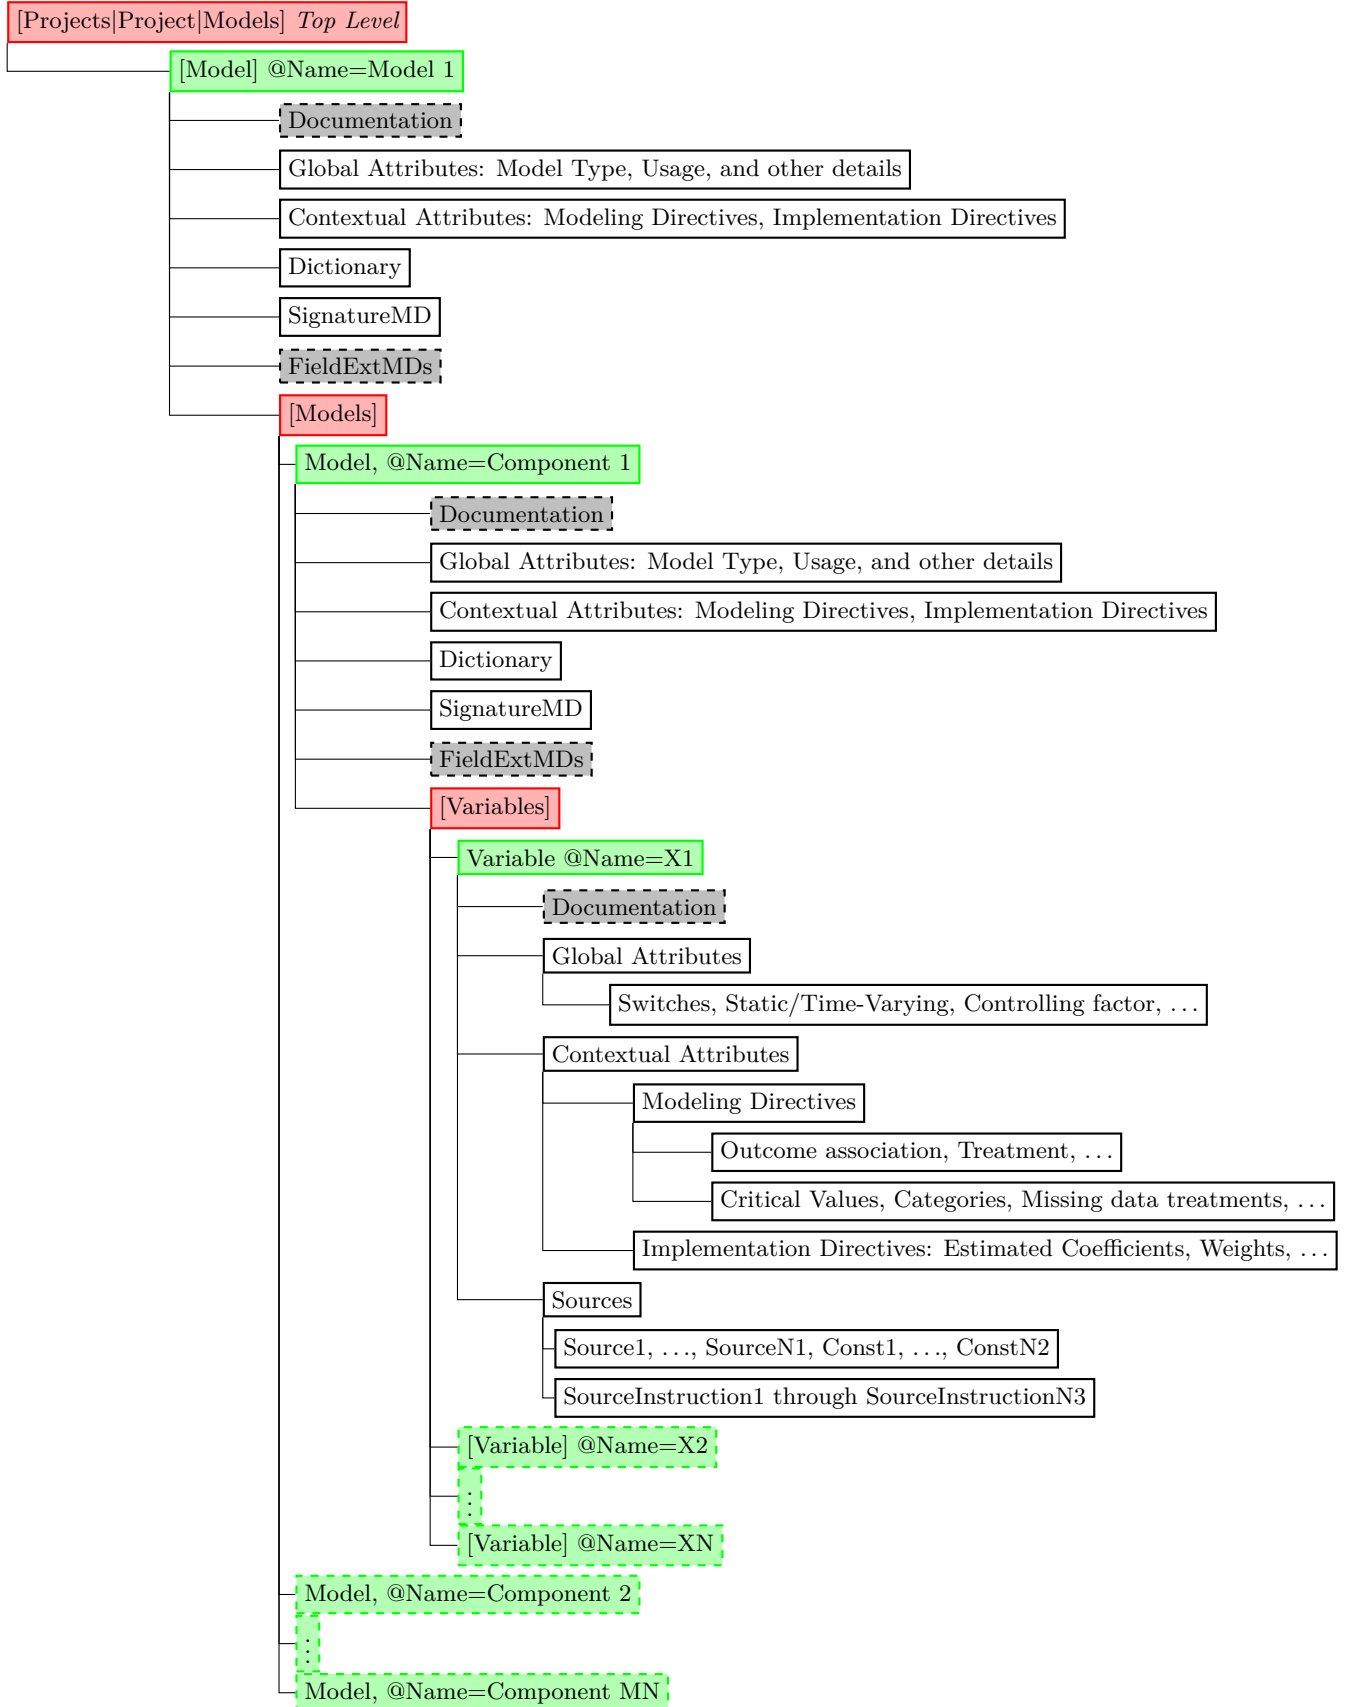 [Projects|Project|Models] Top Level
[Model] @Name=Model 1
Documentation
Global Attributes: Model Type, Usage, and other details
Contextual Attributes: Modeling Directives, Implementation Directives
Dictionary
SignatureMD
FieldExtMDs
[Models]
Model, @Name=Component 1
Documentation
Global Attributes: Model Type, Usage, and other details
Contextual Attributes: Modeling Directives, Implementation Directives
Dictionary
SignatureMD
FieldExtMDs
[Variables]
Variable @Name=X1
Documentation
Global Attributes
Switches, Static/Time-Varying, Controlling factor, ...
Contextual Attributes
Modeling Directives
Outcome association, Treatment, ...
Critical Values, Categories, Missing data treatments, ...
Implementation Directives: Estimated Coefficients, Weights, ...
Sources
Source1, ..., SourceN1, Const1, ..., ConstN2
SourceInstruction1 through SourceInstructionN3
[Variable] @Name=X2
⋮
[Variable] @Name=XN
Model, @Name=Component 2
⋮
Model, @Name=Component MN